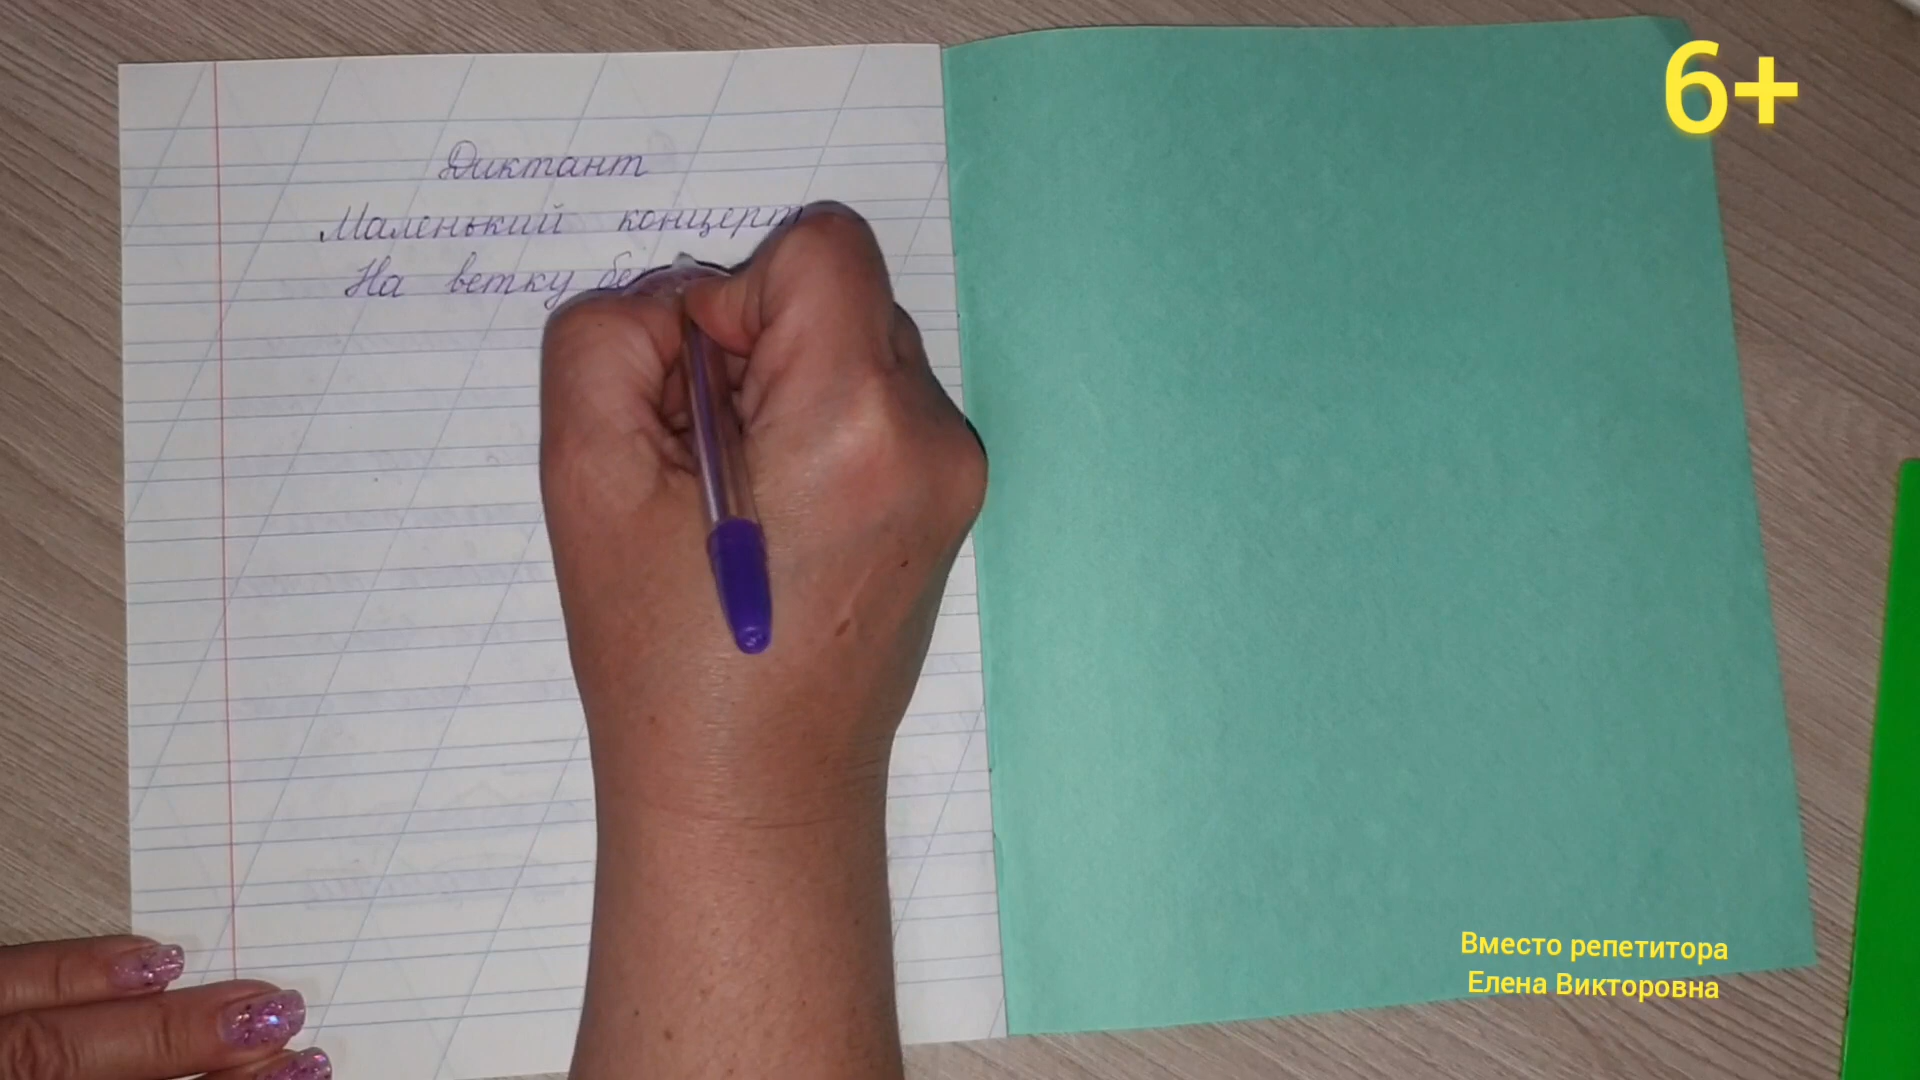 6+
Диктант
Маленький концерт
На ветку
Вместо репетитора
Елена Викторовна